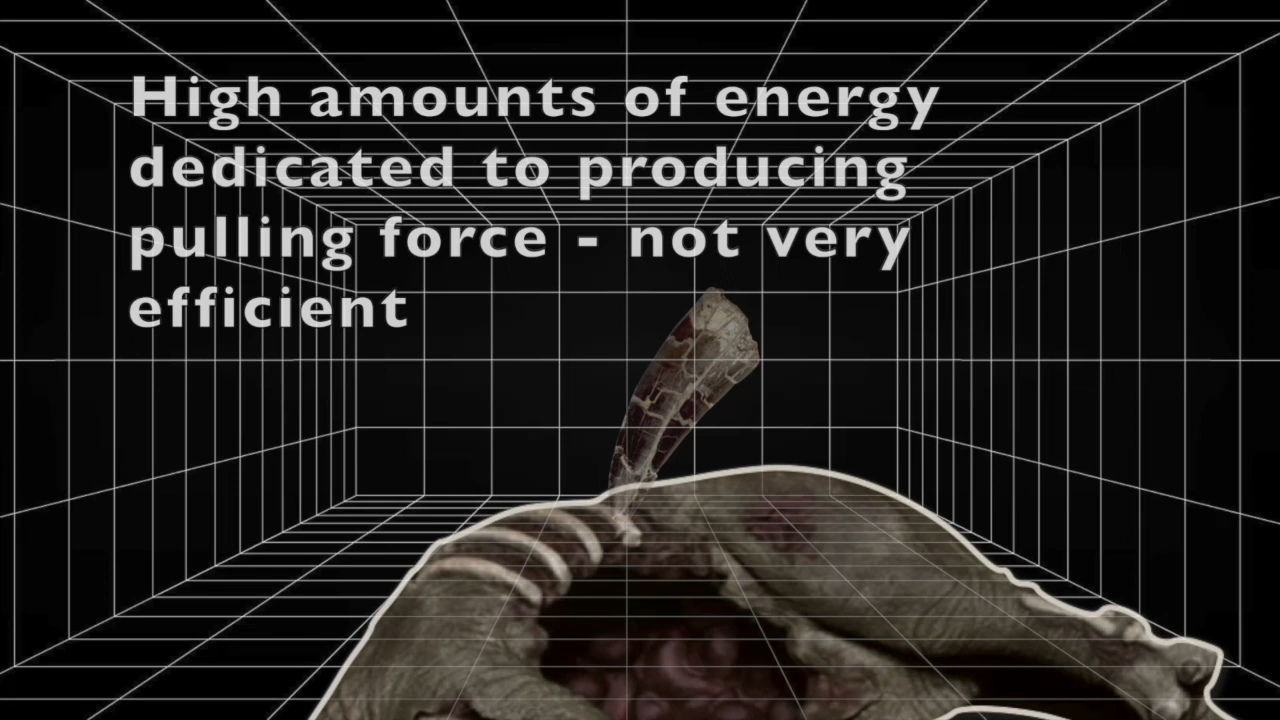 High amounts of energy
dedicated to producing
pulling force - not very
efficient